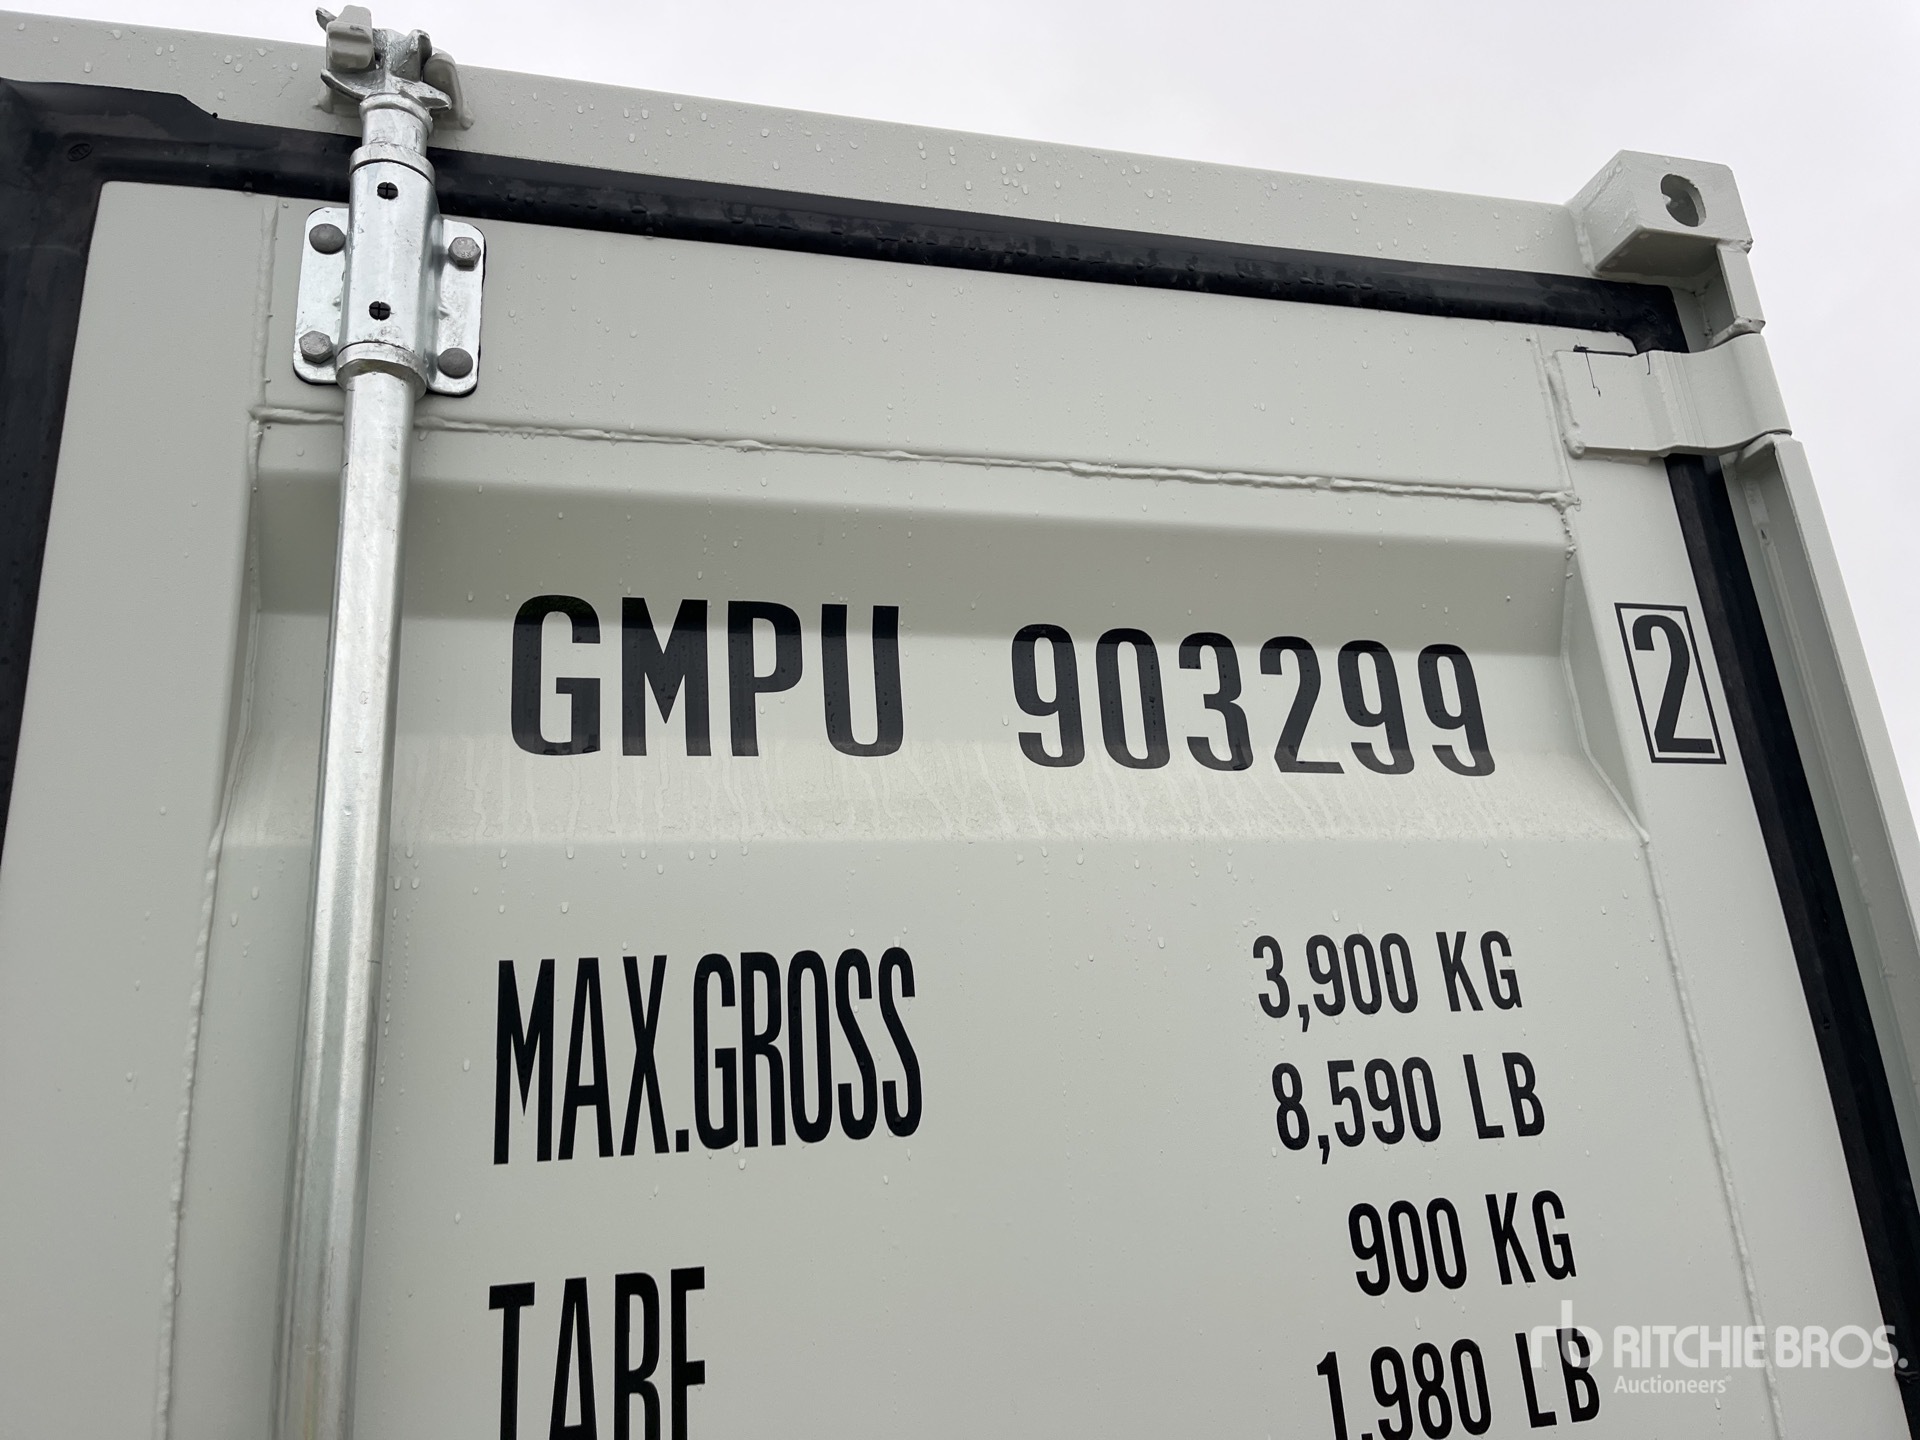 GMPU 903299 2
MAX.GROSS 3,900 KG
8,590 LB
TARE 900 KG
1,980 LB
rb RITCHIE BROS.
Auctioneers